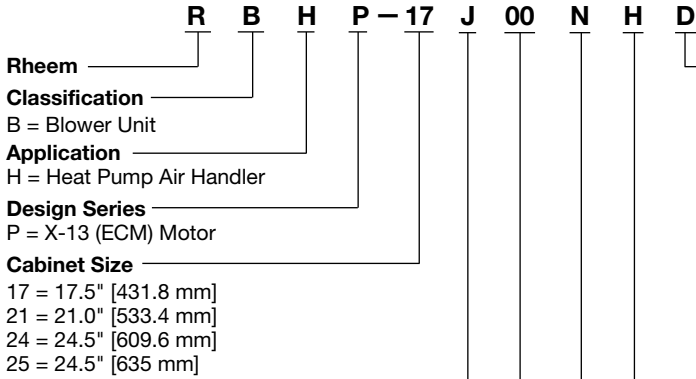 R B H P – 17 J 00 N H D
Rheem
Classification
B = Blower Unit
Application
H = Heat Pump Air Handler
Design Series
P = X-13 (ECM) Motor
Cabinet Size
17 = 17.5" [431.8 mm]
21 = 21.0" [533.4 mm]
24 = 24.5" [609.6 mm]
25 = 24.5" [635 mm]